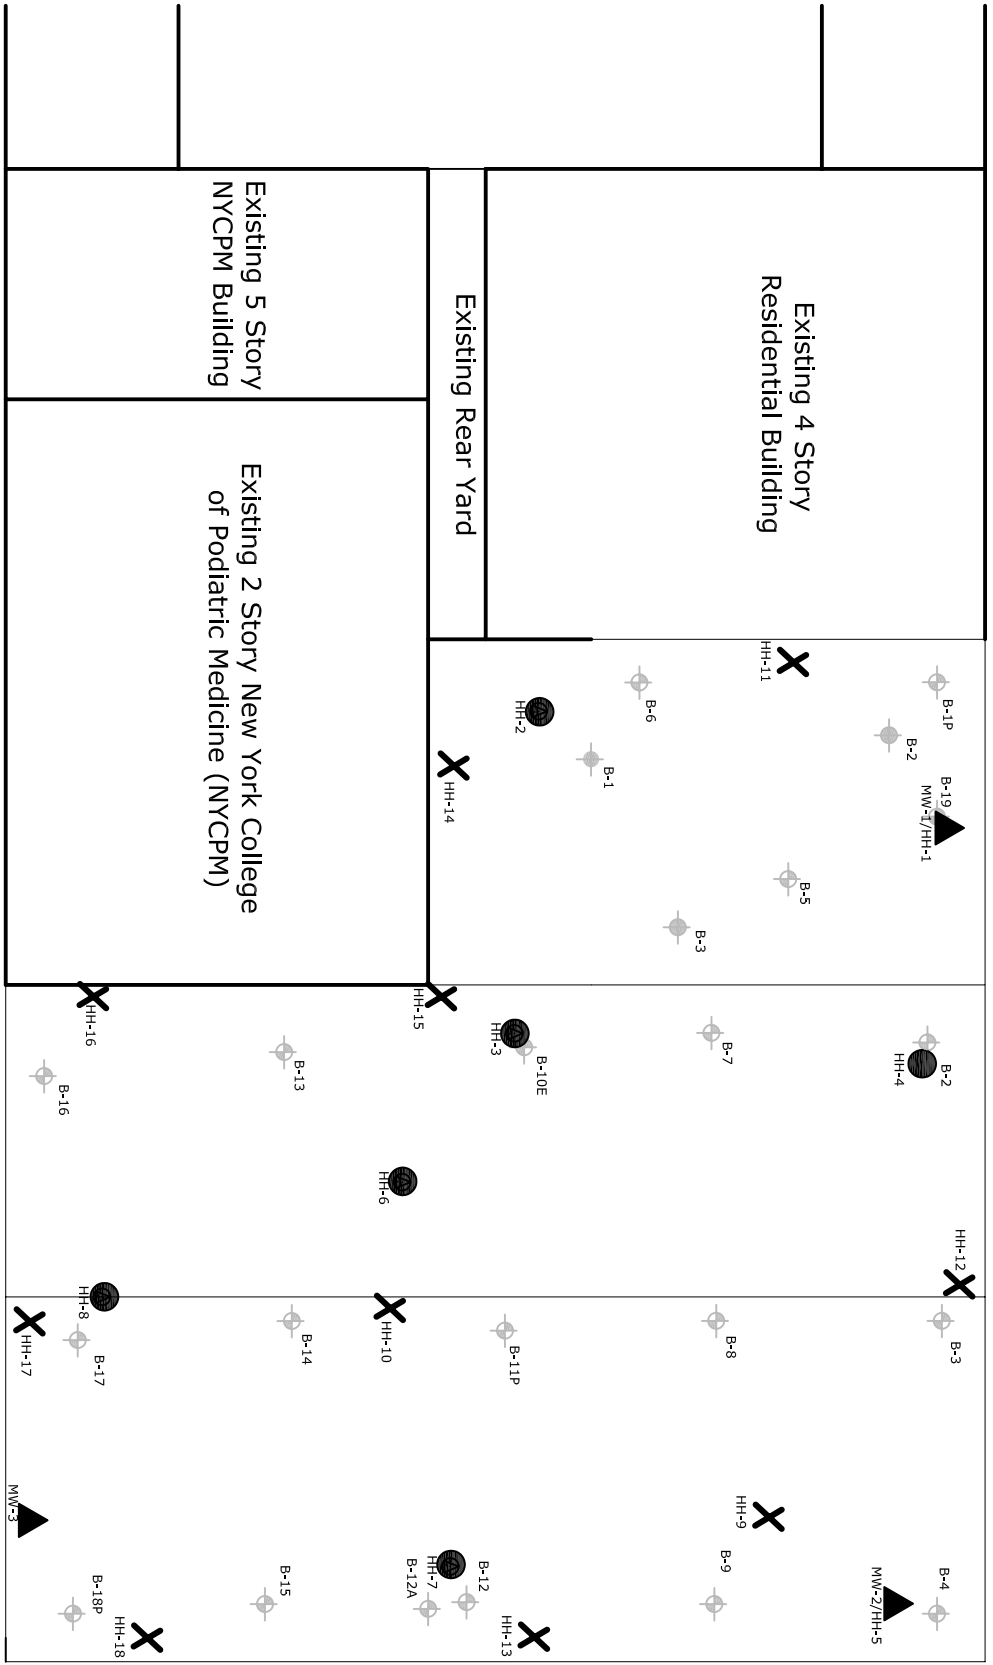 Existing 5 Story
NYCPM Building
Existing Rear Yard
Existing 4 Story
Residential Building
Existing 2 Story New York College
of Podiatric Medicine (NYCPM)
HH-11
B-1P
B-6
HH-2
B-2
B-1
HH-14
B-19
MW-1/HH-1
B-5
B-3
HH-16
HH-15
HH-3
B-10E
B-7
B-2
HH-4
B-13
B-16
HH-6
HH-12
HH-8
HH-17
B-17
B-14
HH-10
B-11P
B-8
B-3
MW-3
HH-9
B-18P
HH-18
B-15
B-12A
HH-7
B-12
HH-13
B-9
MW-2/HH-5
B-4